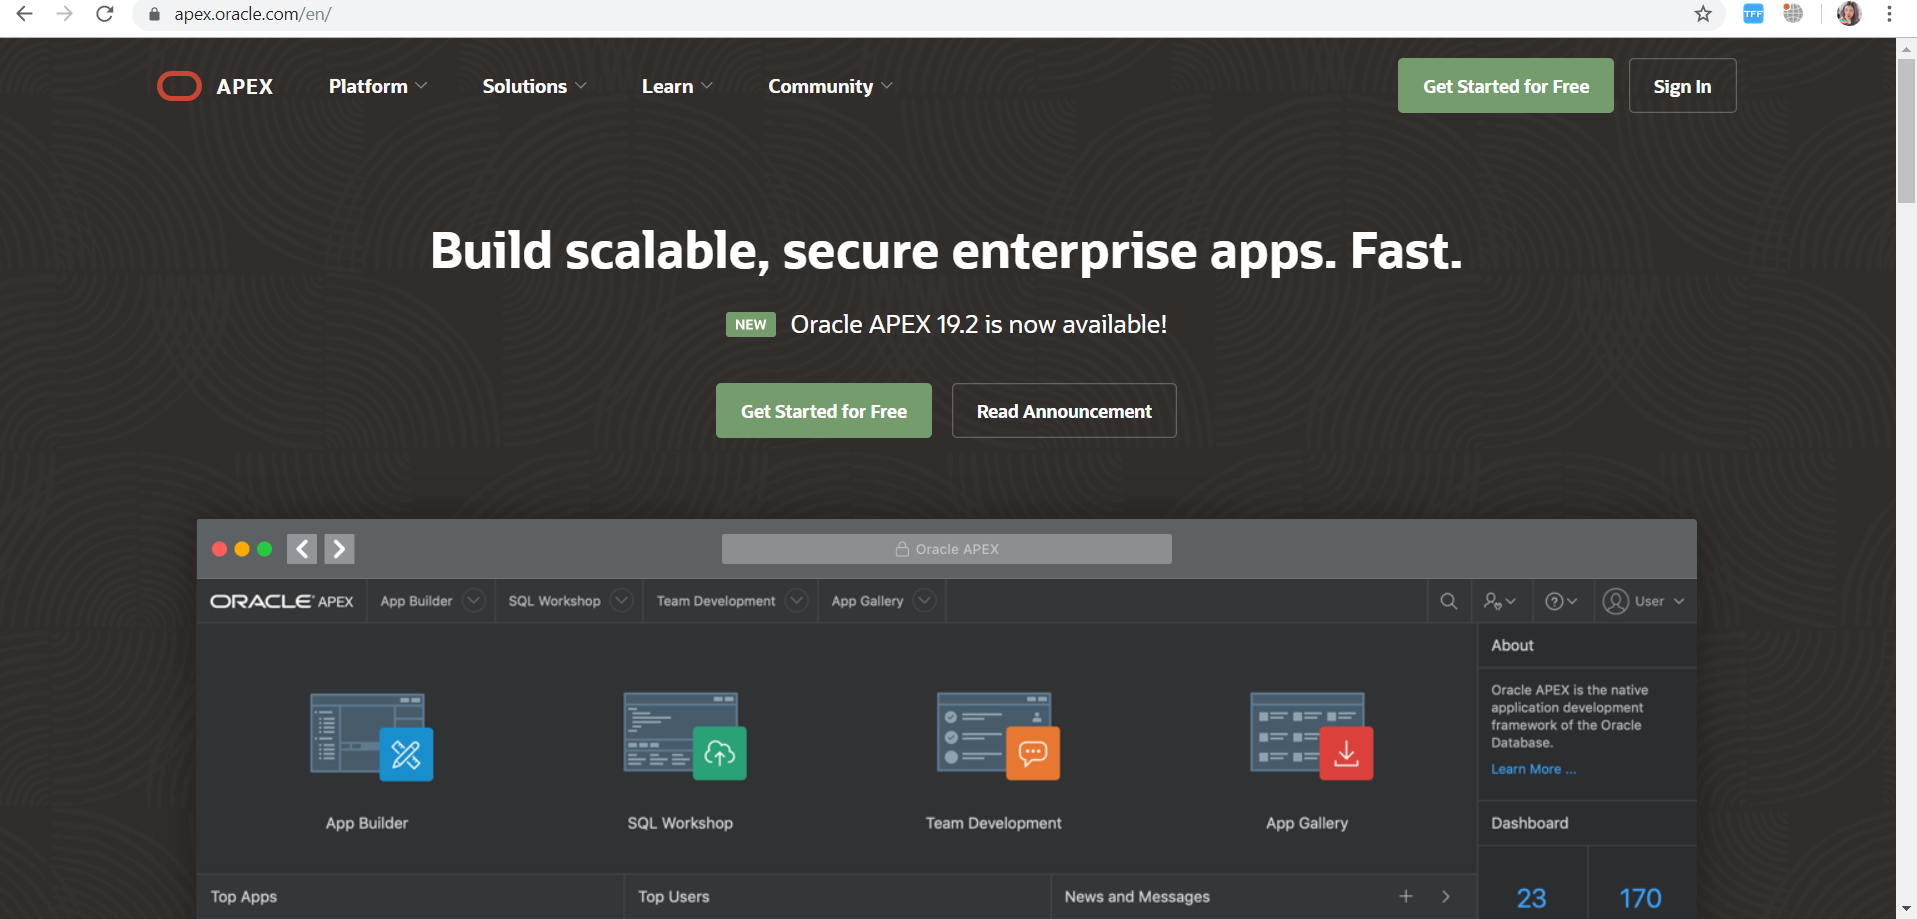 apex.oracle.com/en/
TFF
APEX
Platform
Solutions
Learn
Community
Get Started for Free
Sign In
Build scalable, secure enterprise apps. Fast.
NEW Oracle APEX 19.2 is now available!
Get Started for Free
Read Announcement
Oracle APEX
ORACLE APEX
App Builder
SQL Workshop
Team Development
App Gallery
User
About
Oracle APEX is the native
application development
framework of the Oracle
Database.
Learn More ...
App Builder
SQL Workshop
Team Development
App Gallery
Dashboard
Top Apps
Top Users
News and Messages
23
170